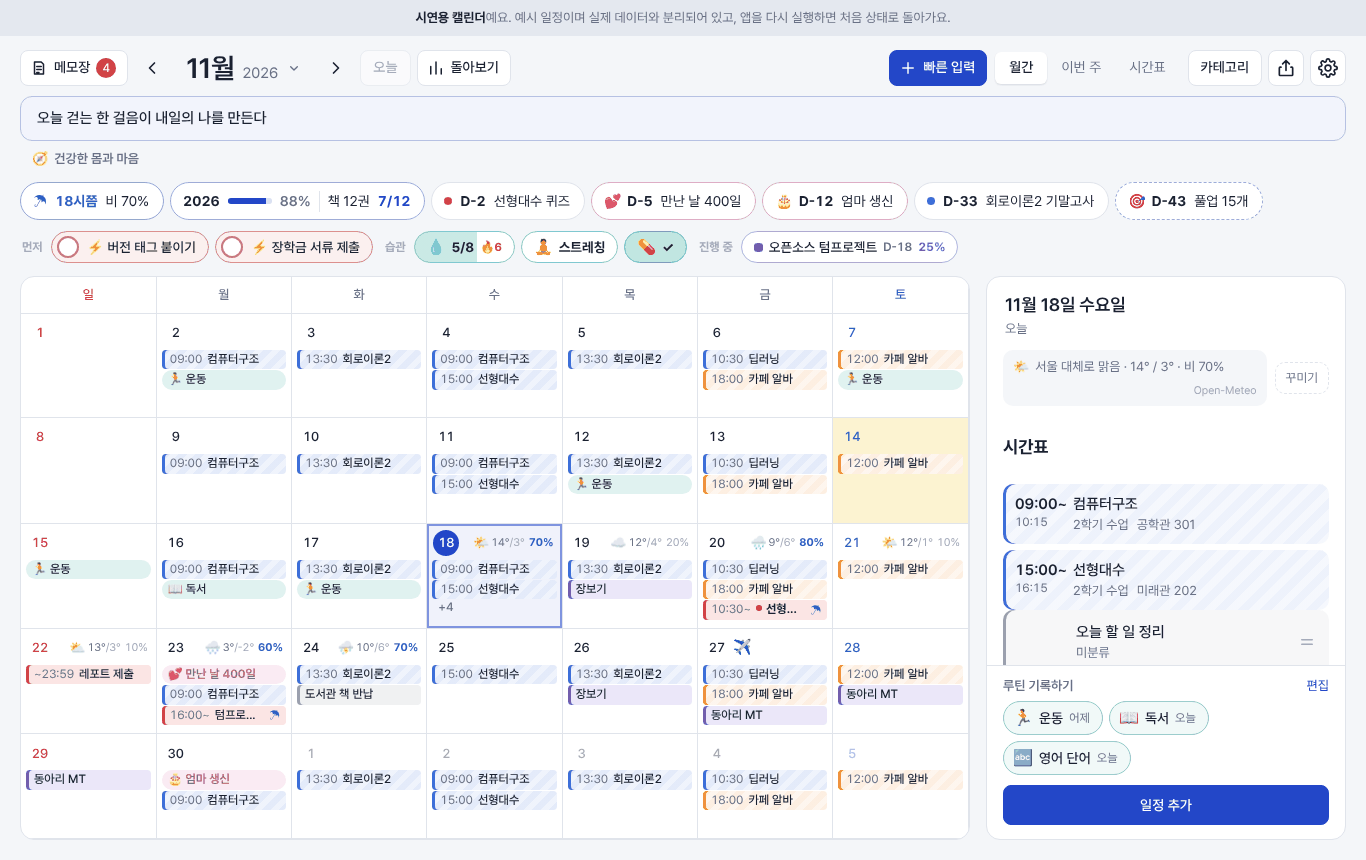 시연용 캘린더예요. 예시 일정이며 실제 데이터와 분리되어 있고, 앱을 다시 실행하면 처음 상태로 돌아가요.
메모장 4 11월 2026 오늘 돌아보기 빠른 입력 월간 이번 주 시간표 카테고리
오늘 걷는 한 걸음이 내일의 나를 만든다
건강한 몸과 마음
18시쯤 비 70% 2026 88% 책 12권 7/12 D-2 선형대수 퀴즈 D-5 만난 날 400일 D-12 엄마 생신 D-33 회로이론2 기말고사 D-43 풀업 15개
먼저 버전 태그 붙이기 장학금 서류 제출 습관 5/8 6 스트레칭 진행 중 오픈소스 텀프로젝트 D-18 25%
일 월 화 수 목 금 토
1 2 3 4 5 6 7
09:00 컴퓨터구조 13:30 회로이론2 09:00 컴퓨터구조 13:30 회로이론2 10:30 딥러닝 12:00 카페 알바
운동 15:00 선형대수 18:00 카페 알바 운동
8 9 10 11 12 13 14
09:00 컴퓨터구조 13:30 회로이론2 09:00 컴퓨터구조 13:30 회로이론2 10:30 딥러닝 12:00 카페 알바
15:00 선형대수 운동 18:00 카페 알바
15 16 17 18 14°/3° 70% 19 12°/4° 20% 20 9°/6° 80% 21 12°/1° 10%
운동 09:00 컴퓨터구조 13:30 회로이론2 09:00 컴퓨터구조 13:30 회로이론2 10:30 딥러닝 12:00 카페 알바
독서 운동 15:00 선형대수 장보기 18:00 카페 알바
+4 10:30~ 선형...
22 13°/3° 10% 23 3°/-2° 60% 24 10°/6° 70% 25 26 27 28
~23:59 레포트 제출 만난 날 400일 13:30 회로이론2 15:00 선형대수 13:30 회로이론2 10:30 딥러닝 12:00 카페 알바
09:00 컴퓨터구조 도서관 책 반납 장보기 18:00 카페 알바 동아리 MT
16:00~ 텀프로... 동아리 MT
29 30 1 2 3 4 5
동아리 MT 엄마 생신 13:30 회로이론2 09:00 컴퓨터구조 13:30 회로이론2 10:30 딥러닝 12:00 카페 알바
09:00 컴퓨터구조 15:00 선형대수 18:00 카페 알바
11월 18일 수요일
오늘
서울 대체로 맑음 · 14° / 3° · 비 70%
Open-Meteo
꾸미기
시간표
09:00~ 컴퓨터구조
10:15 2학기 수업 공학관 301
15:00~ 선형대수
16:15 2학기 수업 미래관 202
오늘 할 일 정리
미분류
루틴 기록하기 편집
운동 어제 독서 오늘
abc 영어 단어 오늘
일정 추가